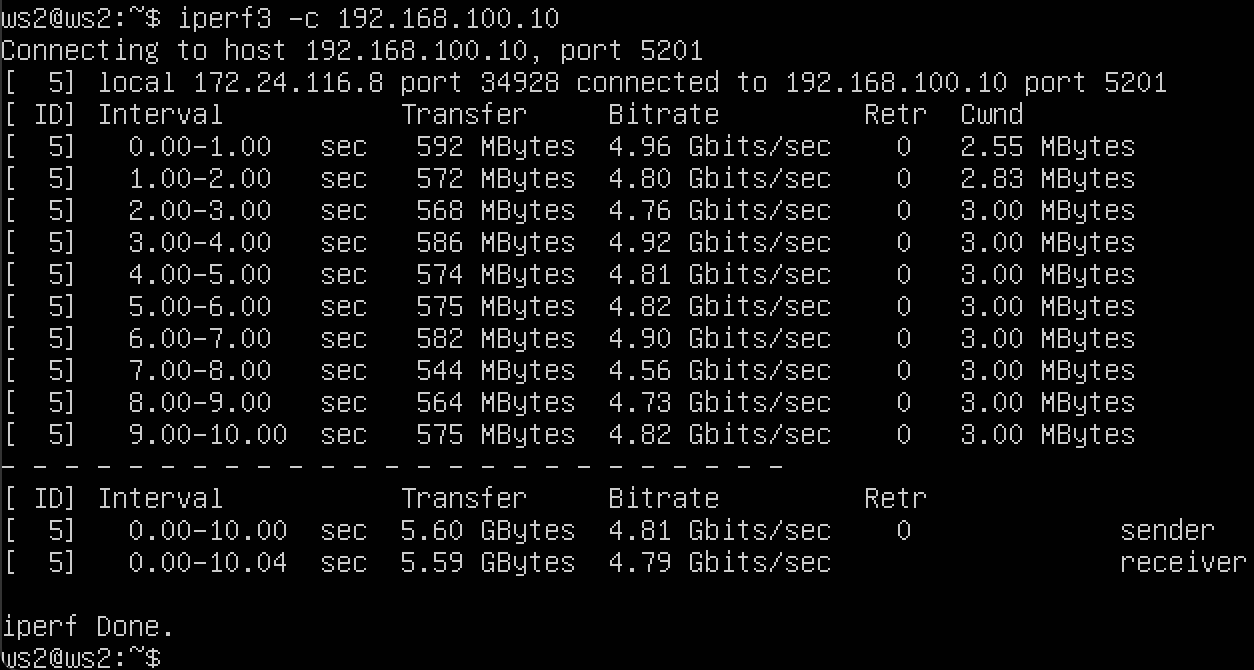 ws2@ws2:~$ iperf3 -c 192.168.100.10
Connecting to host 192.168.100.10, port 5201
[  5] local 172.24.116.8 port 34928 connected to 192.168.100.10 port 5201
[ ID] Interval           Transfer     Bitrate         Retr  Cwnd
[  5]   0.00-1.00   sec   592 MBytes  4.96 Gbits/sec    0   2.55 MBytes
[  5]   1.00-2.00   sec   572 MBytes  4.80 Gbits/sec    0   2.83 MBytes
[  5]   2.00-3.00   sec   568 MBytes  4.76 Gbits/sec    0   3.00 MBytes
[  5]   3.00-4.00   sec   586 MBytes  4.92 Gbits/sec    0   3.00 MBytes
[  5]   4.00-5.00   sec   574 MBytes  4.81 Gbits/sec    0   3.00 MBytes
[  5]   5.00-6.00   sec   575 MBytes  4.82 Gbits/sec    0   3.00 MBytes
[  5]   6.00-7.00   sec   582 MBytes  4.90 Gbits/sec    0   3.00 MBytes
[  5]   7.00-8.00   sec   544 MBytes  4.56 Gbits/sec    0   3.00 MBytes
[  5]   8.00-9.00   sec   564 MBytes  4.73 Gbits/sec    0   3.00 MBytes
[  5]   9.00-10.00  sec   575 MBytes  4.82 Gbits/sec    0   3.00 MBytes
- - - - - - - - - - - - - - - - - - - - - - - - -
[ ID] Interval           Transfer     Bitrate         Retr
[  5]   0.00-10.00  sec  5.60 GBytes  4.81 Gbits/sec    0             sender
[  5]   0.00-10.04  sec  5.59 GBytes  4.79 Gbits/sec                  receiver
iperf Done.
ws2@ws2:~$